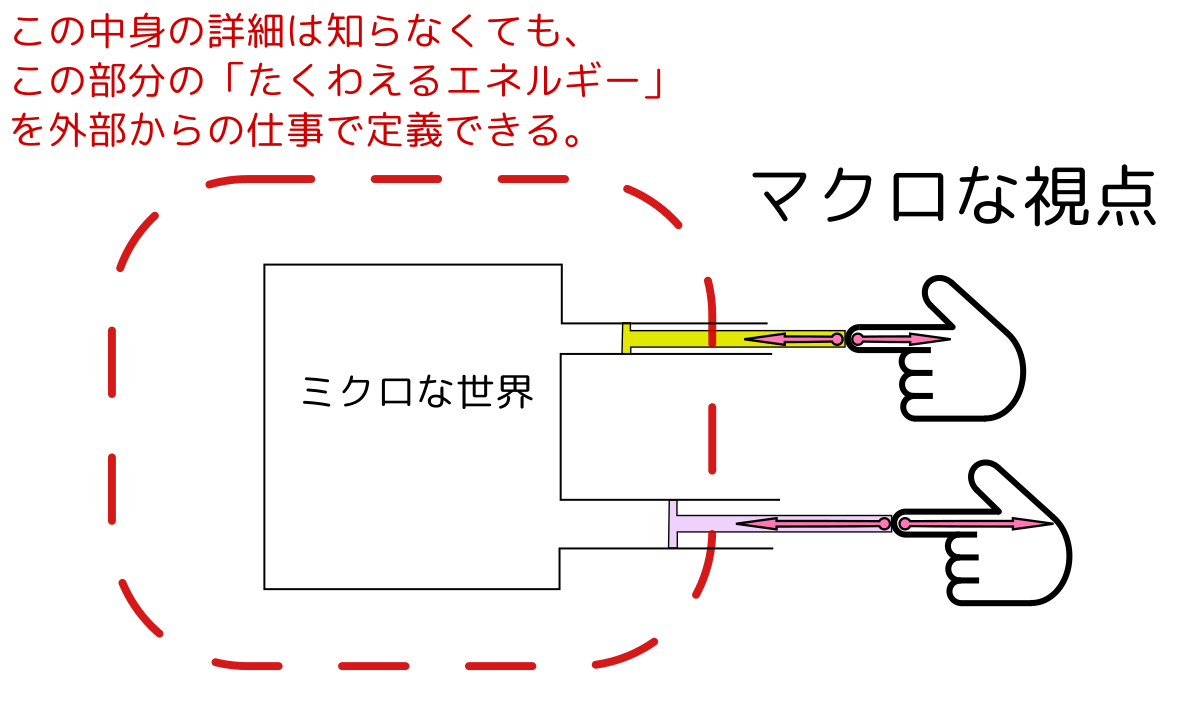 この中身の詳細は知らなくても、
この部分の「たくわえるエネルギー」
を外部からの仕事で定義できる。
マクロな視点
ミクロな世界